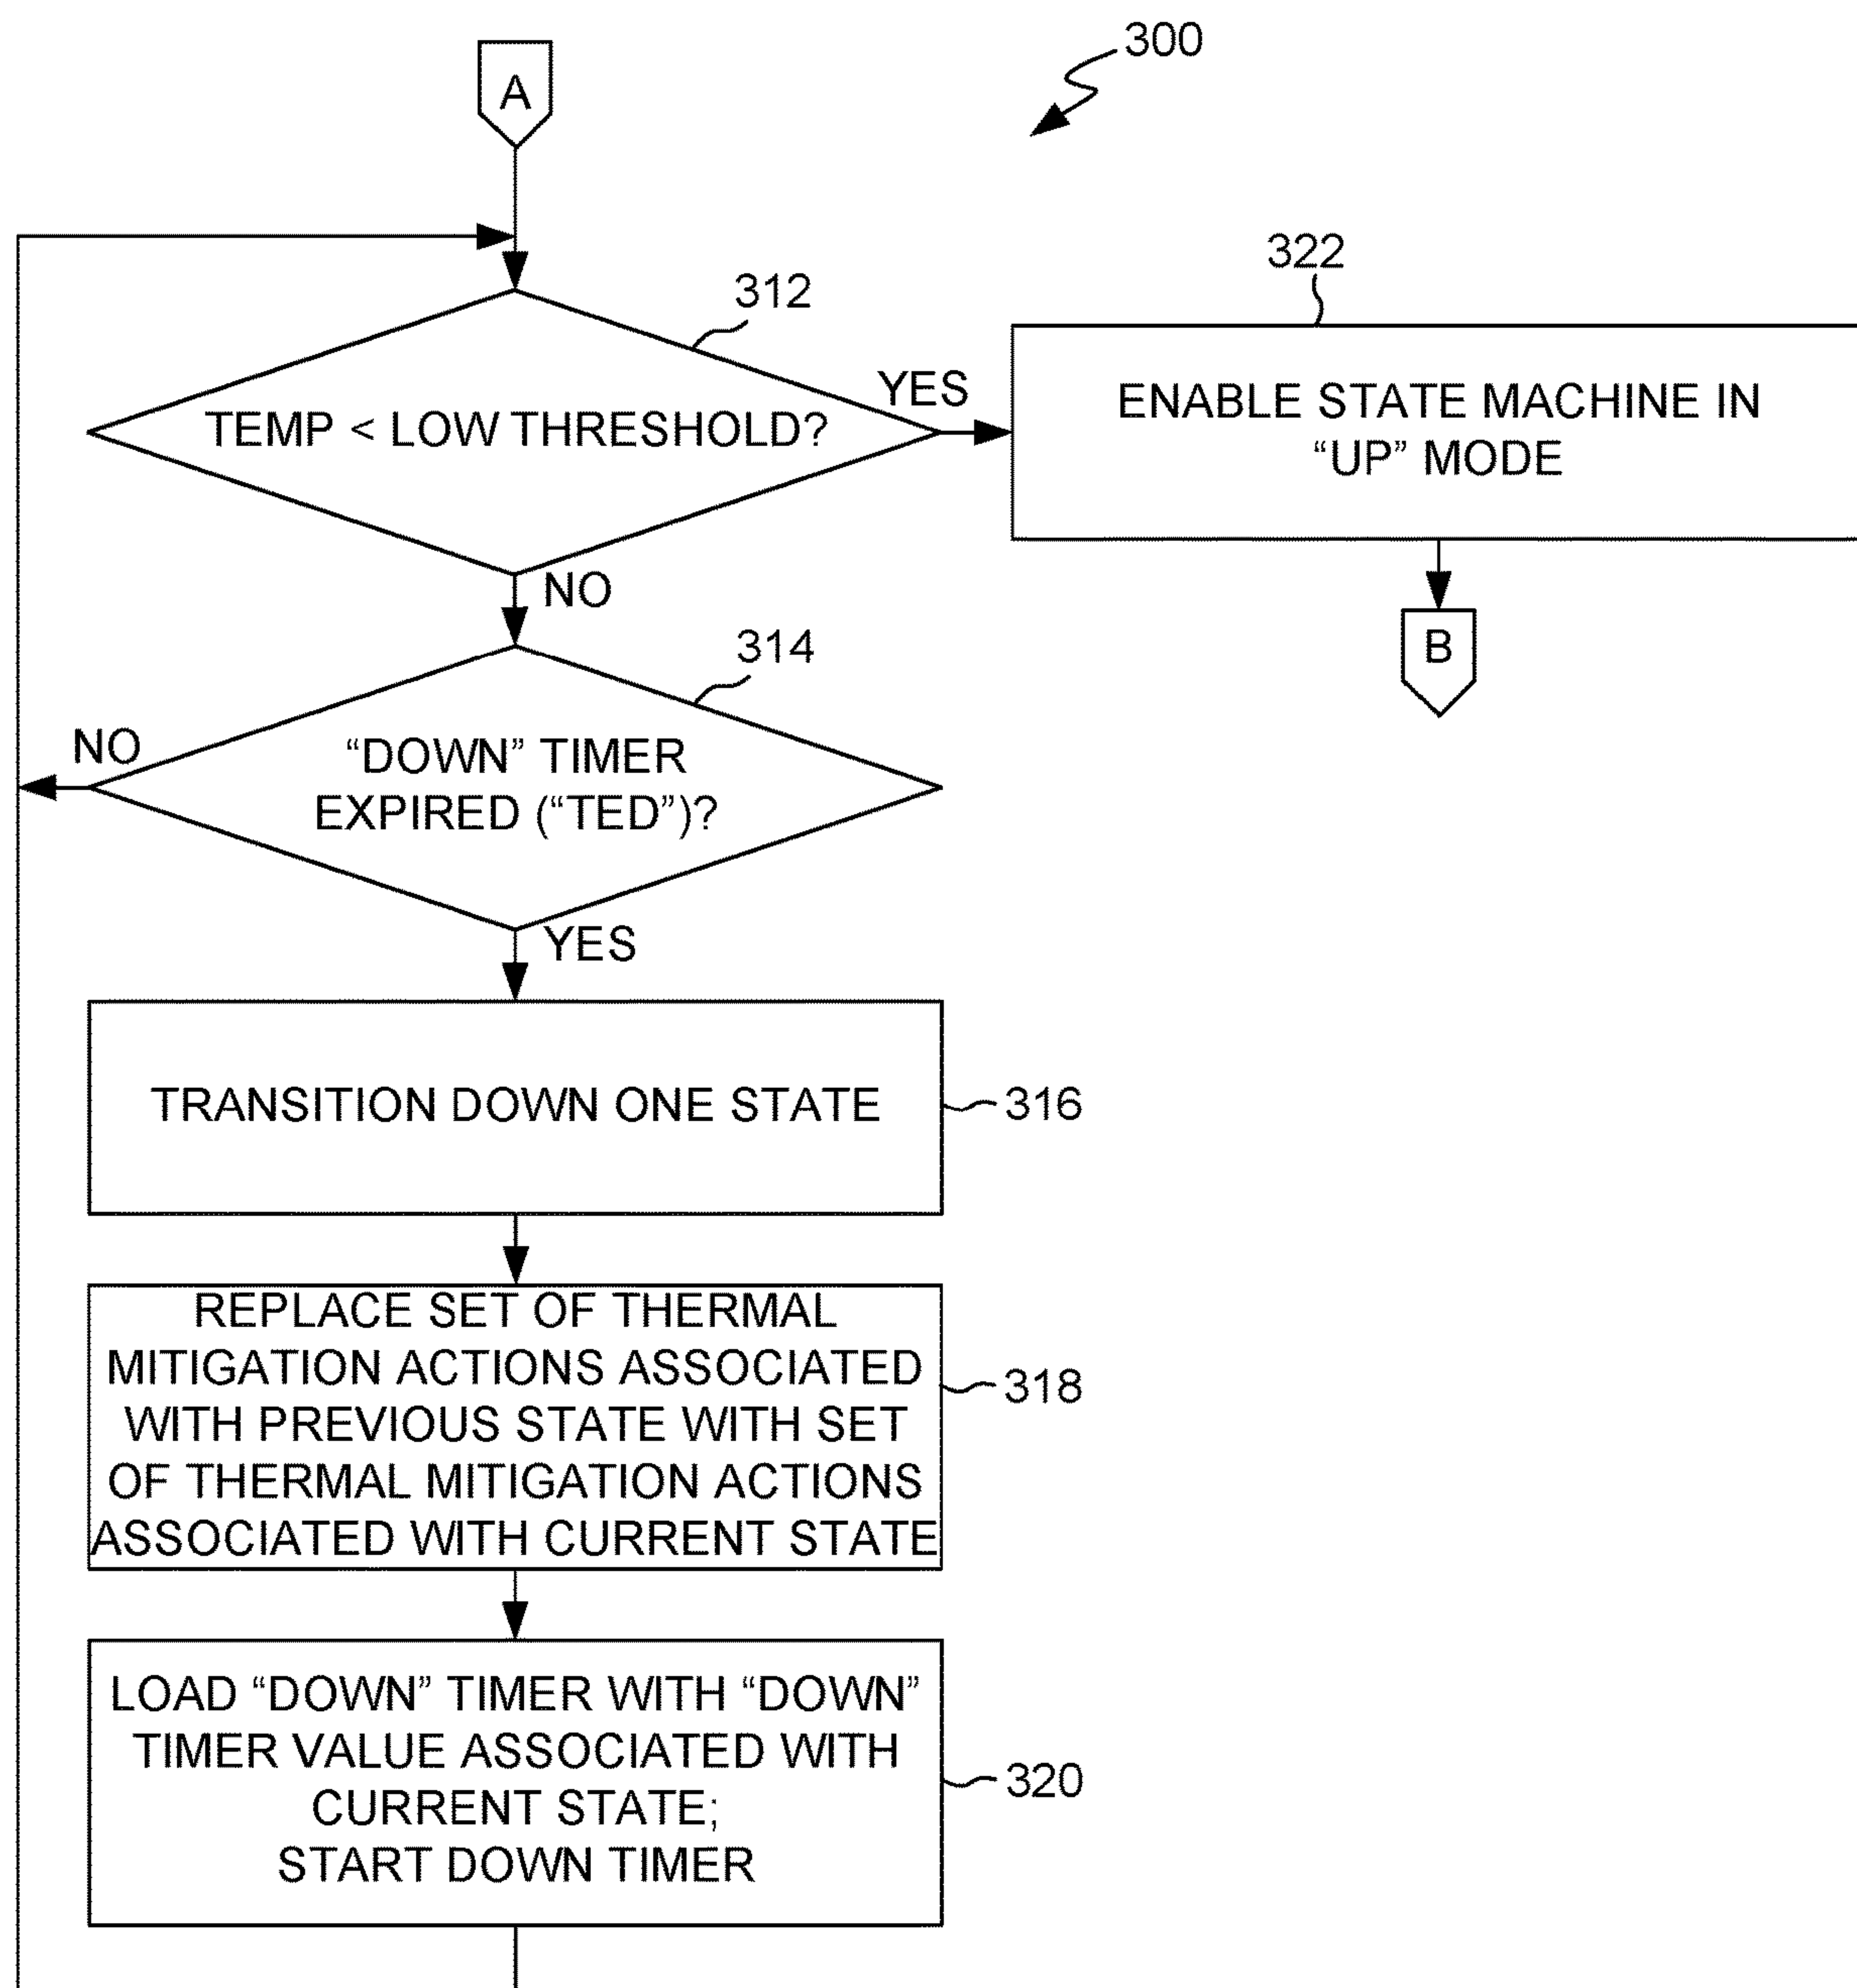 300
A
312
322
YES
TEMP < LOW THRESHOLD?
ENABLE STATE MACHINE IN
“UP” MODE
NO
B
314
NO
“DOWN” TIMER
EXPIRED (“TED”)?
YES
TRANSITION DOWN ONE STATE
316
REPLACE SET OF THERMAL
MITIGATION ACTIONS ASSOCIATED
WITH PREVIOUS STATE WITH SET
OF THERMAL MITIGATION ACTIONS
ASSOCIATED WITH CURRENT STATE
318
LOAD “DOWN” TIMER WITH “DOWN”
TIMER VALUE ASSOCIATED WITH
CURRENT STATE;
START DOWN TIMER
320